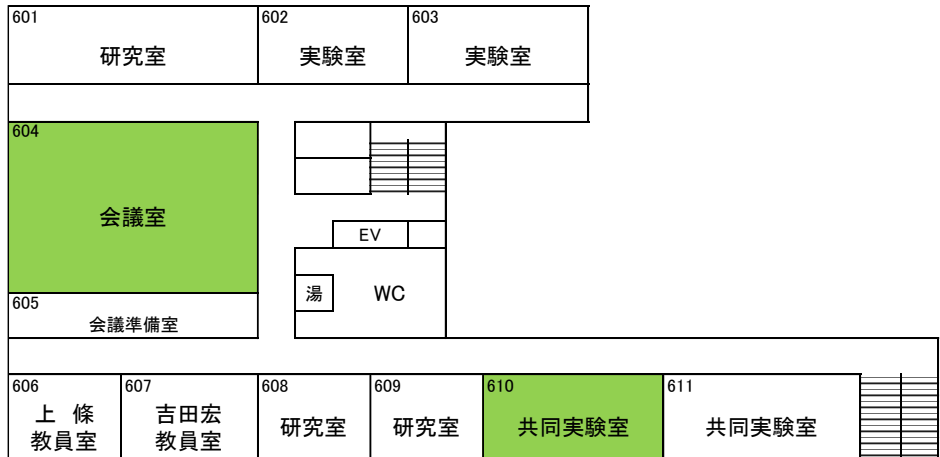 601
研究室
602
実験室
603
実験室
604
会議室
EV
湯
WC
605
会議準備室
606
上 條
教員室
607
吉田宏
教員室
608
研究室
609
研究室
610
共同実験室
611
共同実験室